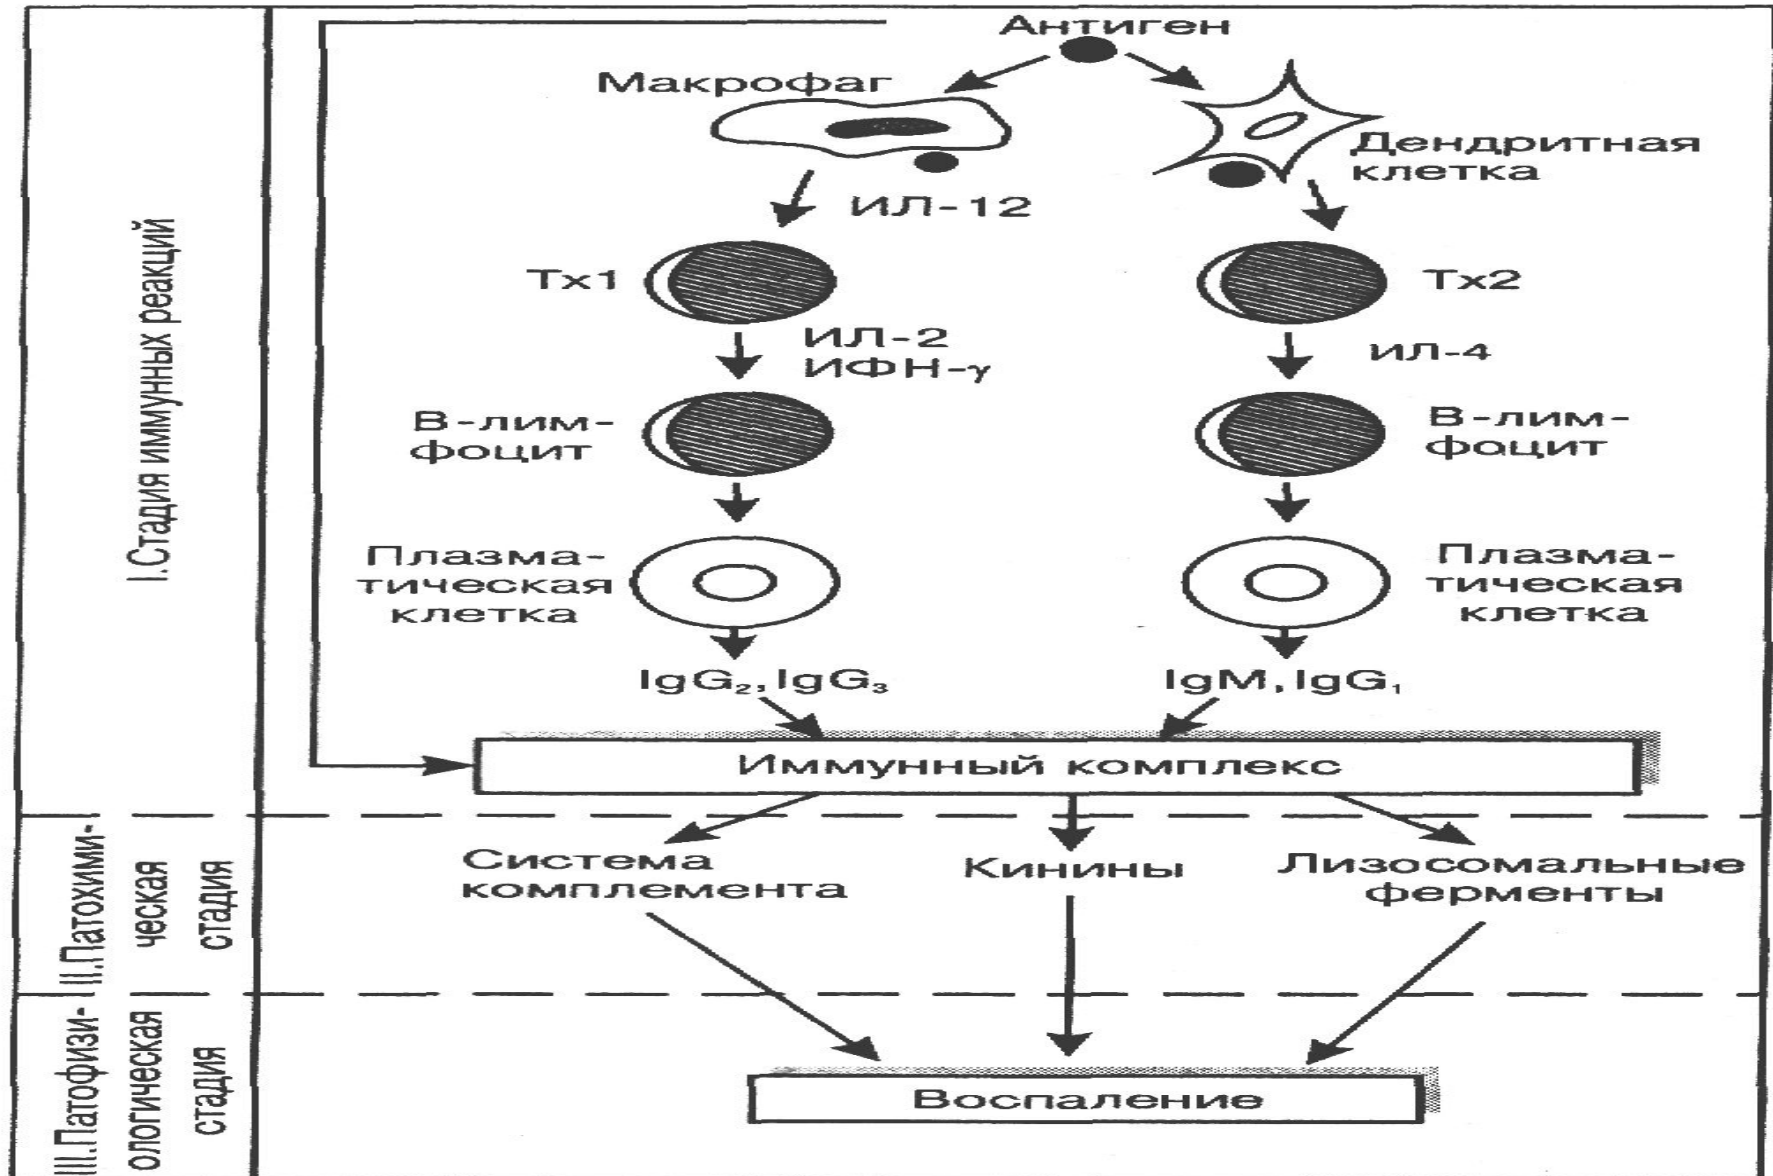 Антиген
Макрофаг
Дендритная
клетка
ИЛ-12
Тх1
Тх2
ИЛ-2
ИФН-γ
ИЛ-4
В-лим-
фоцит
В-лим-
фоцит
Плазма-
тическая
клетка
Плазма-
тическая
клетка
IgG₂, IgG₃
IgM, IgG₁
Иммунный комплекс
Система
комплемента
Кинины
Лизосомальные
ферменты
Воспаление
I.Стадия иммунных реакций
II.Патохими-
ческая
стадия
III.Патофизи-
ологическая
стадия